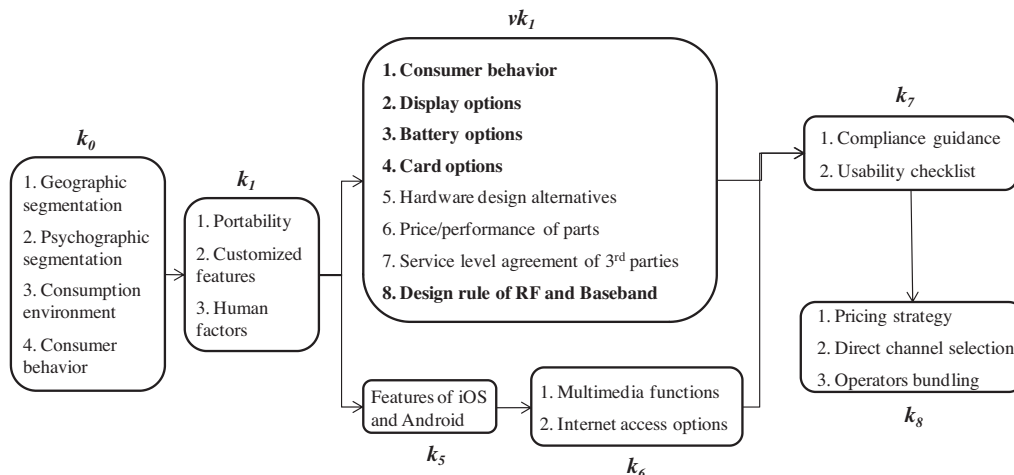 k0
1. Geographic
segmentation
2. Psychographic
segmentation
3. Consumption
environment
4. Consumer
behavior
k1
1. Portability
2. Customized
features
3. Human
factors
vk1
1. Consumer behavior
2. Display options
3. Battery options
4. Card options
5. Hardware design alternatives
6. Price/performance of parts
7. Service level agreement of 3rd parties
8. Design rule of RF and Baseband
Features of iOS
and Android
k5
1. Multimedia functions
2. Internet access options
k6
k7
1. Compliance guidance
2. Usability checklist
1. Pricing strategy
2. Direct channel selection
3. Operators bundling
k8